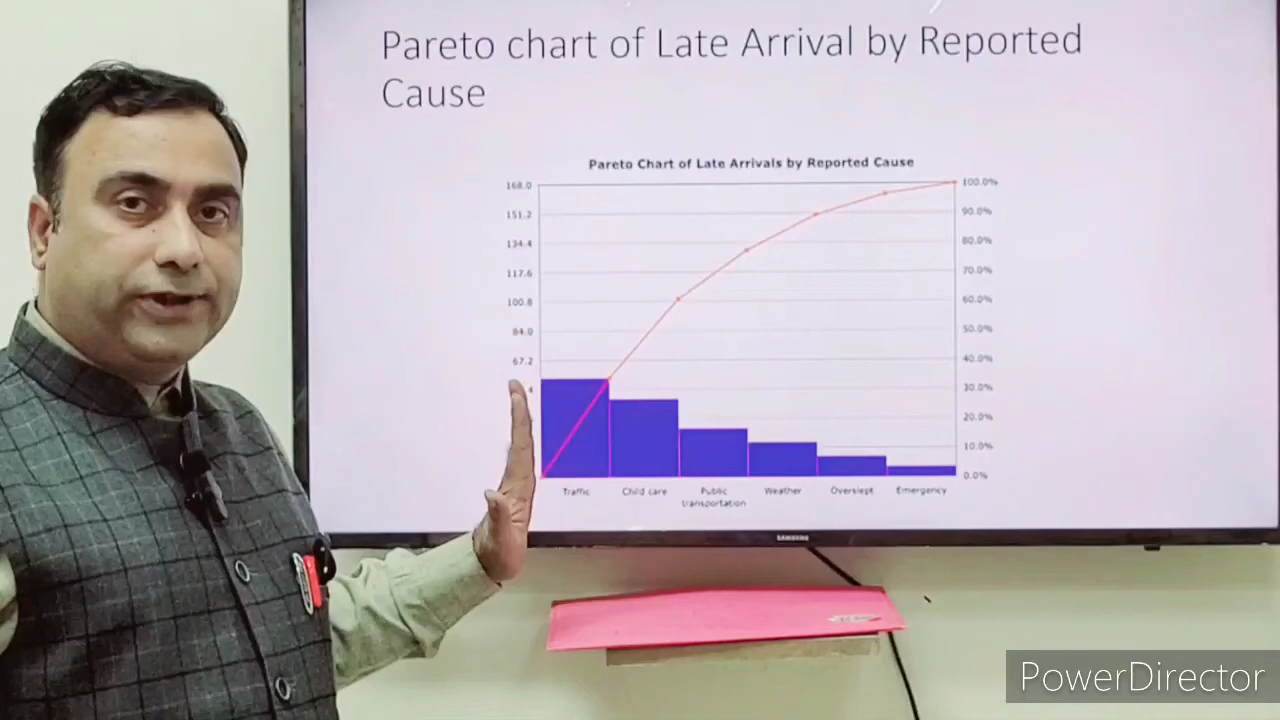 Pareto chart of Late Arrival by Reported
Cause
Pareto Chart of Late Arrivals by Reported Cause
168.0
151.2
134.4
117.6
100.8
84.0
67.2
4
100.0%
90.0%
80.0%
70.0%
60.0%
50.0%
40.0%
30.0%
20.0%
10.0%
0.0%
Traffic
Child care
Public
transportation
Weather
Overslept
Emergency
SAMSUNG
PowerDirector